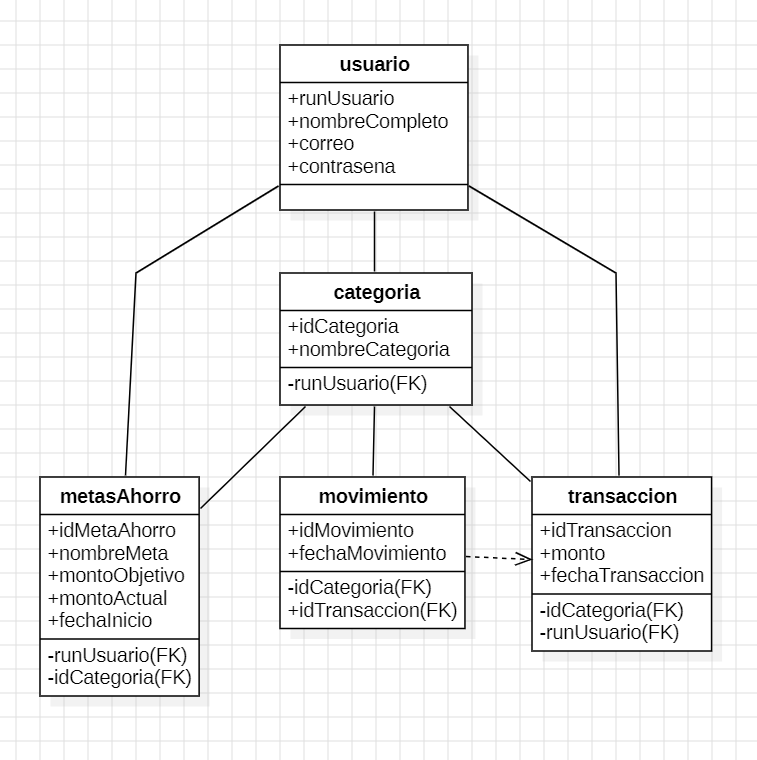 usuario
+runUsuario
+nombreCompleto
+correo
+contrasena
categoria
+idCategoria
+nombreCategoria
-runUsuario(FK)
metasAhorro
+idMetaAhorro
+nombreMeta
+montoObjetivo
+montoActual
+fechaInicio
-runUsuario(FK)
-idCategoria(FK)
movimiento
+idMovimiento
+fechaMovimiento
-idCategoria(FK)
+idTransaccion(FK)
transaccion
+idTransaccion
+monto
+fechaTransaccion
-idCategoria(FK)
-runUsuario(FK)